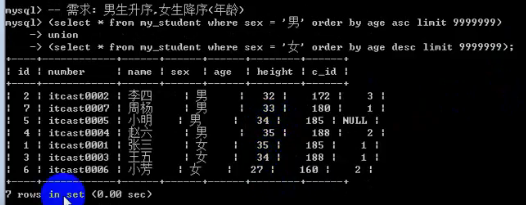 mysql> -- 需求: 男生升序,女生降序(年龄)
mysql> (select * from my_student where sex = '男' order by age asc limit 9999999)
-> union
-> (select * from my_student where sex = '女' order by age desc limit 9999999);
+----+------------+------+-----+-----+--------+------+
| id | number | name | sex | age | height | c_id |
+----+------------+------+-----+-----+--------+------+
| 2 | itcast0002 | 李四 | 男 | 32 | 172 | 3 |
| 7 | itcast0007 | 周杨 | 男 | 33 | 180 | 1 |
| 5 | itcast0005 | 小明 | 男 | 34 | 185 | NULL |
| 4 | itcast0004 | 赵六 | 男 | 35 | 188 | 2 |
| 1 | itcast0001 | 张三 | 女 | 35 | 185 | 1 |
| 3 | itcast0003 | 王五 | 女 | 34 | 188 | 1 |
| 6 | itcast0006 | 小芳 | 女 | 27 | 160 | 2 |
+----+------------+------+-----+-----+--------+------+
7 rows in set (0.00 sec)